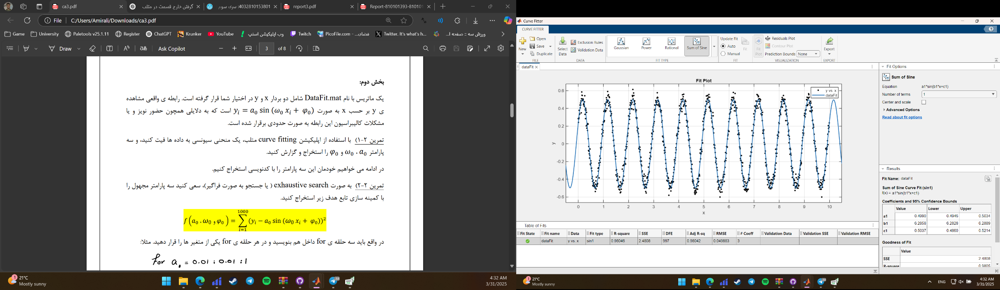 ca3.pdf
گرفتن خارج قسمت در متلب
4032810153801: سری سوم
report3.pdf
Report-810101393-810101
File
C:/Users/Amirali/Downloads/ca3.pdf
Game
University
Paletools v25.1.11
Register
ChatGPT
Krunker
YouTube
وب اپلیکیشن اسنپ
Twitch
PicoFile.com - ...فضای
Twitter. It's what's h...
ورزش سه :: صفحه ا...
Draw
aあ
Ask Copilot
3
of 8
بخش دوم:
یک ماتریس با نام DataFit.mat شامل دو بردار x و y در اختیار شما قرار گرفته است. رابطه ی واقعی مشاهده
ی y بر حسب x به صورت y_i = a_0 sin (ω_0 x_i + φ_0) است که به دلایلی همچون حضور نویز و یا
مشکلات کالیبراسیون این رابطه به صورت حدودی برقرار شده است.
تمرین ۲-۱) با استفاده از اپلیکیشن curve fitting متلب، یک منحنی سینوسی به داده ها فیت کنید، و سه
پارامتر a_0 ، ω_0 و φ_0 را استخراج و گزارش کنید.
در ادامه می خواهیم خودمان این سه پارامتر را با کدنویسی استخراج کنیم.
تمرین ۲-۲) به صورت exhaustive search ( یا جستجو به صورت فراگیر)، سعی کنید سه پارامتر مجهول را
با کمینه سازی تابع هدف زیر استخراج کنید.
f(a_0 ، ω_0 و φ_0) = ∑_{i=1}^{1000} (y_i − a_0 sin (ω_0 x_i + φ_0))^2
در واقع باید سه حلقه ی for داخل هم بنویسید و در هر حلقه ی for یکی از متغیر ها را قرار دهید. مثلا:
for a_0 = 0.01 : 0.01 : 1
1
21°C
Mostly sunny
4:32 AM
3/31/2025
Curve Fitter
CURVE FITTER
New
Open
Save
Duplicate
FILE
Select Data
Exclusion Rules
Validation Data
DATA
Gaussian
Power
Rational
Sum of Sine
FIT TYPE
Update Fit
Auto
Manual
Fit
FIT
Fit Plot
Residuals Plot
Contour Plot
Prediction Bounds None
VISUALIZATION
Export
EXPORT
dataFit
Fit Plot
y vs. x
dataFit
0.6
0.4
0.2
0
-0.2
-0.4
-0.6
y
0 1 2 3 4 5 6 7 8 9 10
x
Fit Options
Sum of Sine
Equation a1*sin(b1*x+c1)
Number of terms 1
Center and scale
Advanced Options
Read about fit options
Results
Fit Name: dataFit
Sum of Sine Curve Fit (sin1)
f(x) = a1*sin(b1*x+c1)
Coefficients and 95% Confidence Bounds
Value Lower Upper
a1 0.4990 0.4946 0.5034
b1 6.2858 6.2828 6.2889
c1 0.5037 0.4860 0.5214
Goodness of Fit
Value
SSE 2.4808
R-square 0.9805
Table of Fits
Fit State Fit name Data Fit type R-square SSE DFE Adj R-sq RMSE # Coeff Validation Data Validation SSE Validation RMSE
dataFit y vs. x sin1 0.98046 2.4808 997 0.98042 0.049883 3
1
21°C
Mostly sunny
ENG
4:32 AM
3/31/2025